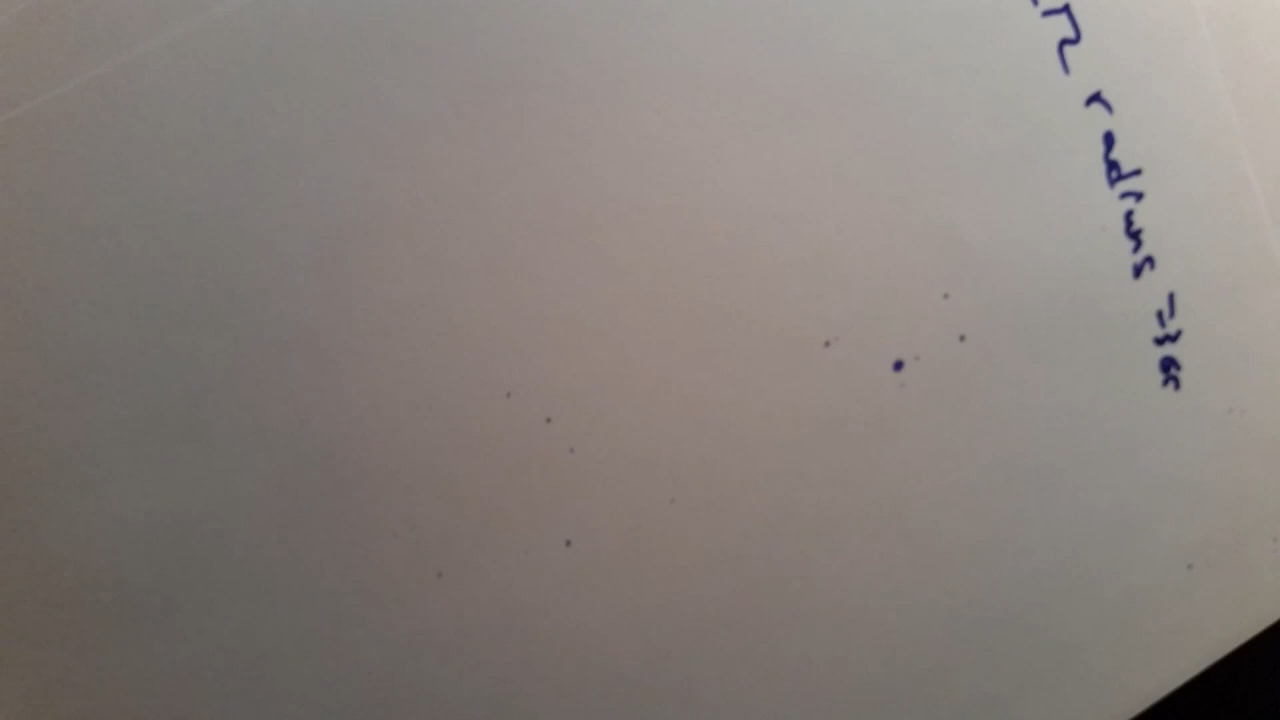 π radians = 360